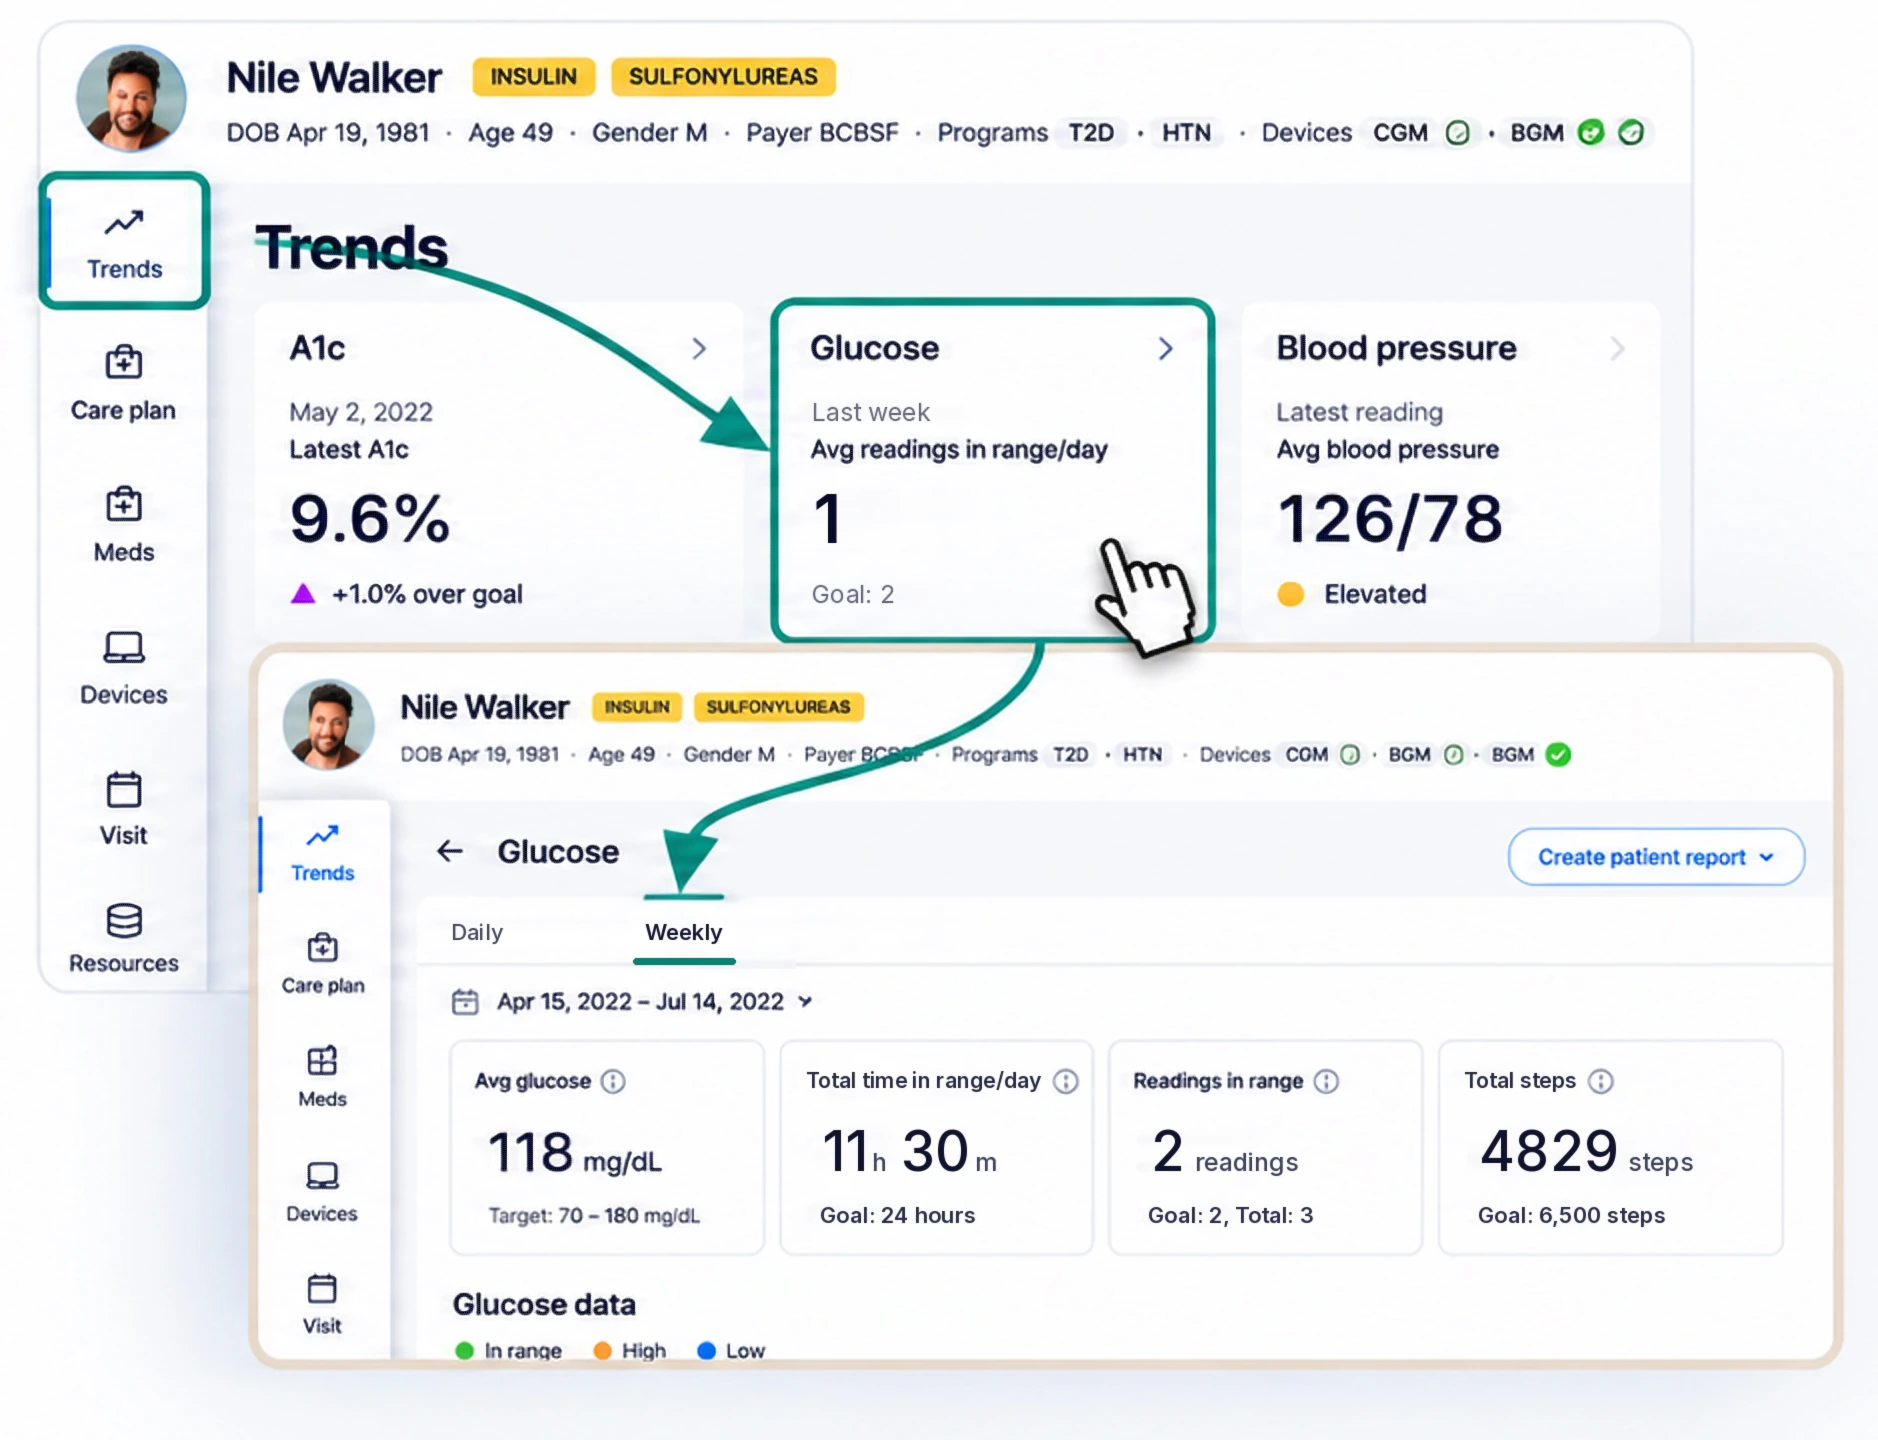 Nile Walker INSULIN SULFONYLUREAS
DOB Apr 19, 1981 · Age 49 · Gender M · Payer BCBSF · Programs T2D · HTN · Devices CGM · BGM
Trends
Care plan
Meds
Devices
Visit
Resources
Trends
A1c
May 2, 2022
Latest A1c
9.6%
+1.0% over goal
Glucose
Last week
Avg readings in range/day
1
Goal: 2
Blood pressure
Latest reading
Avg blood pressure
126/78
Elevated
Nile Walker INSULIN SULFONYLUREAS
DOB Apr 19, 1981 · Age 49 · Gender M · Payer BCBSF · Programs T2D · HTN · Devices CGM · BGM · BGM
Trends
Care plan
Meds
Devices
Visit
Glucose
Create patient report
Daily Weekly
Apr 15, 2022 – Jul 14, 2022
Avg glucose
118 mg/dL
Target: 70 – 180 mg/dL
Total time in range/day
11h 30m
Goal: 24 hours
Readings in range
2 readings
Goal: 2, Total: 3
Total steps
4829 steps
Goal: 6,500 steps
Glucose data
In range High Low